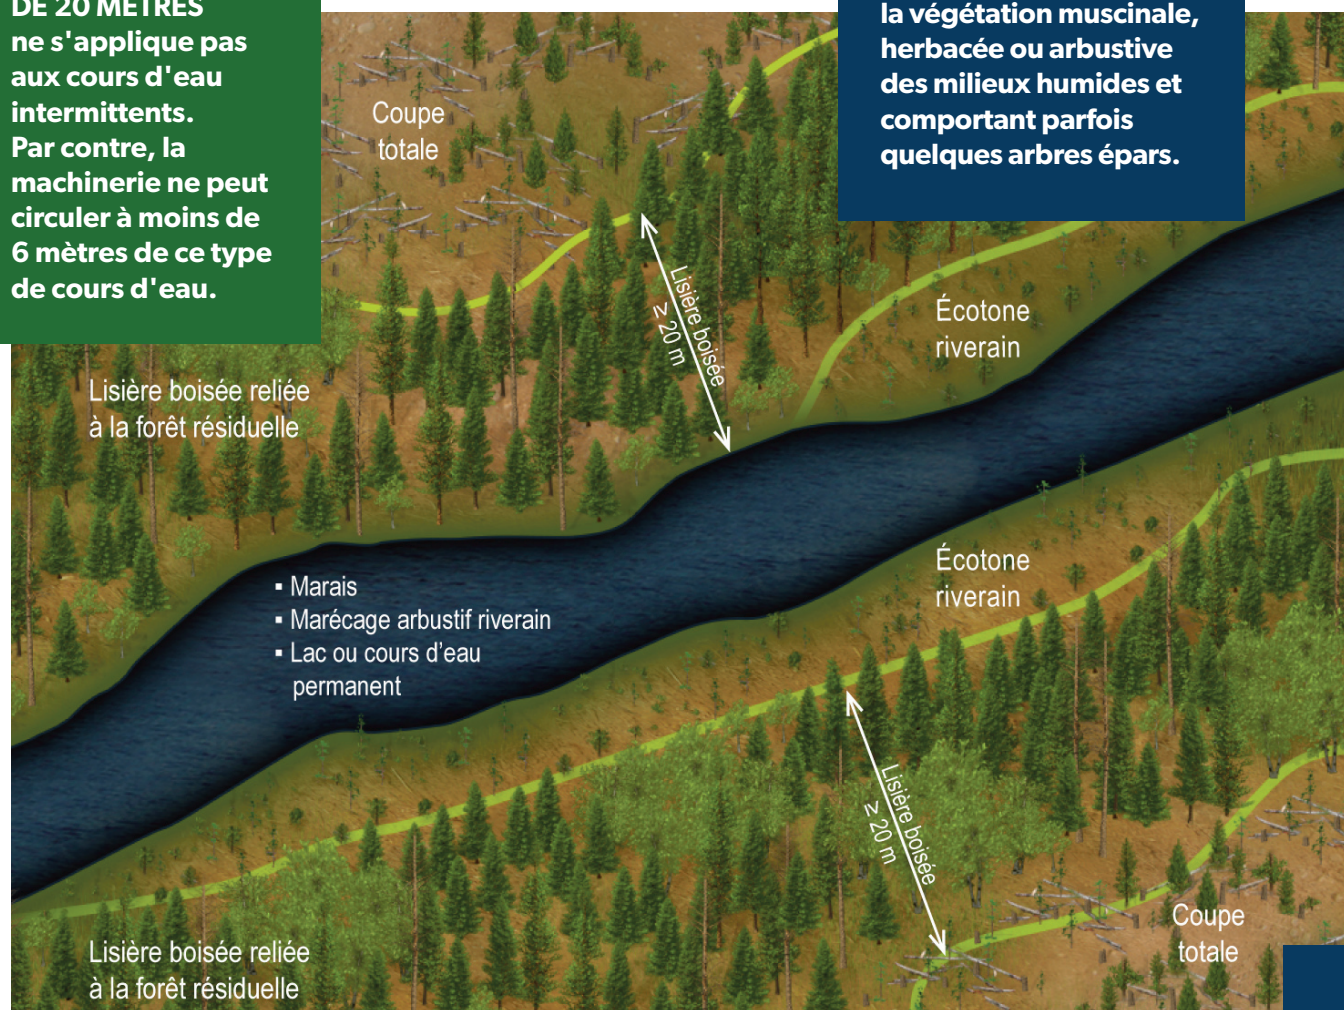 DE 20 MÈTRES
ne s'applique pas
aux cours d'eau
intermittents.
Par contre, la
machinerie ne peut
circuler à moins de
6 mètres de ce type
de cours d'eau.
la végétation muscinale,
herbacée ou arbustive
des milieux humides et
comportant parfois
quelques arbres épars.
Coupe
totale
Lisière boisée
≥ 20 m
Écotone
riverain
Lisière boisée reliée
à la forêt résiduelle
▪ Marais
▪ Marécage arbustif riverain
▪ Lac ou cours d'eau
permanent
Écotone
riverain
Lisière boisée
≥ 20 m
Coupe
totale
Lisière boisée reliée
à la forêt résiduelle